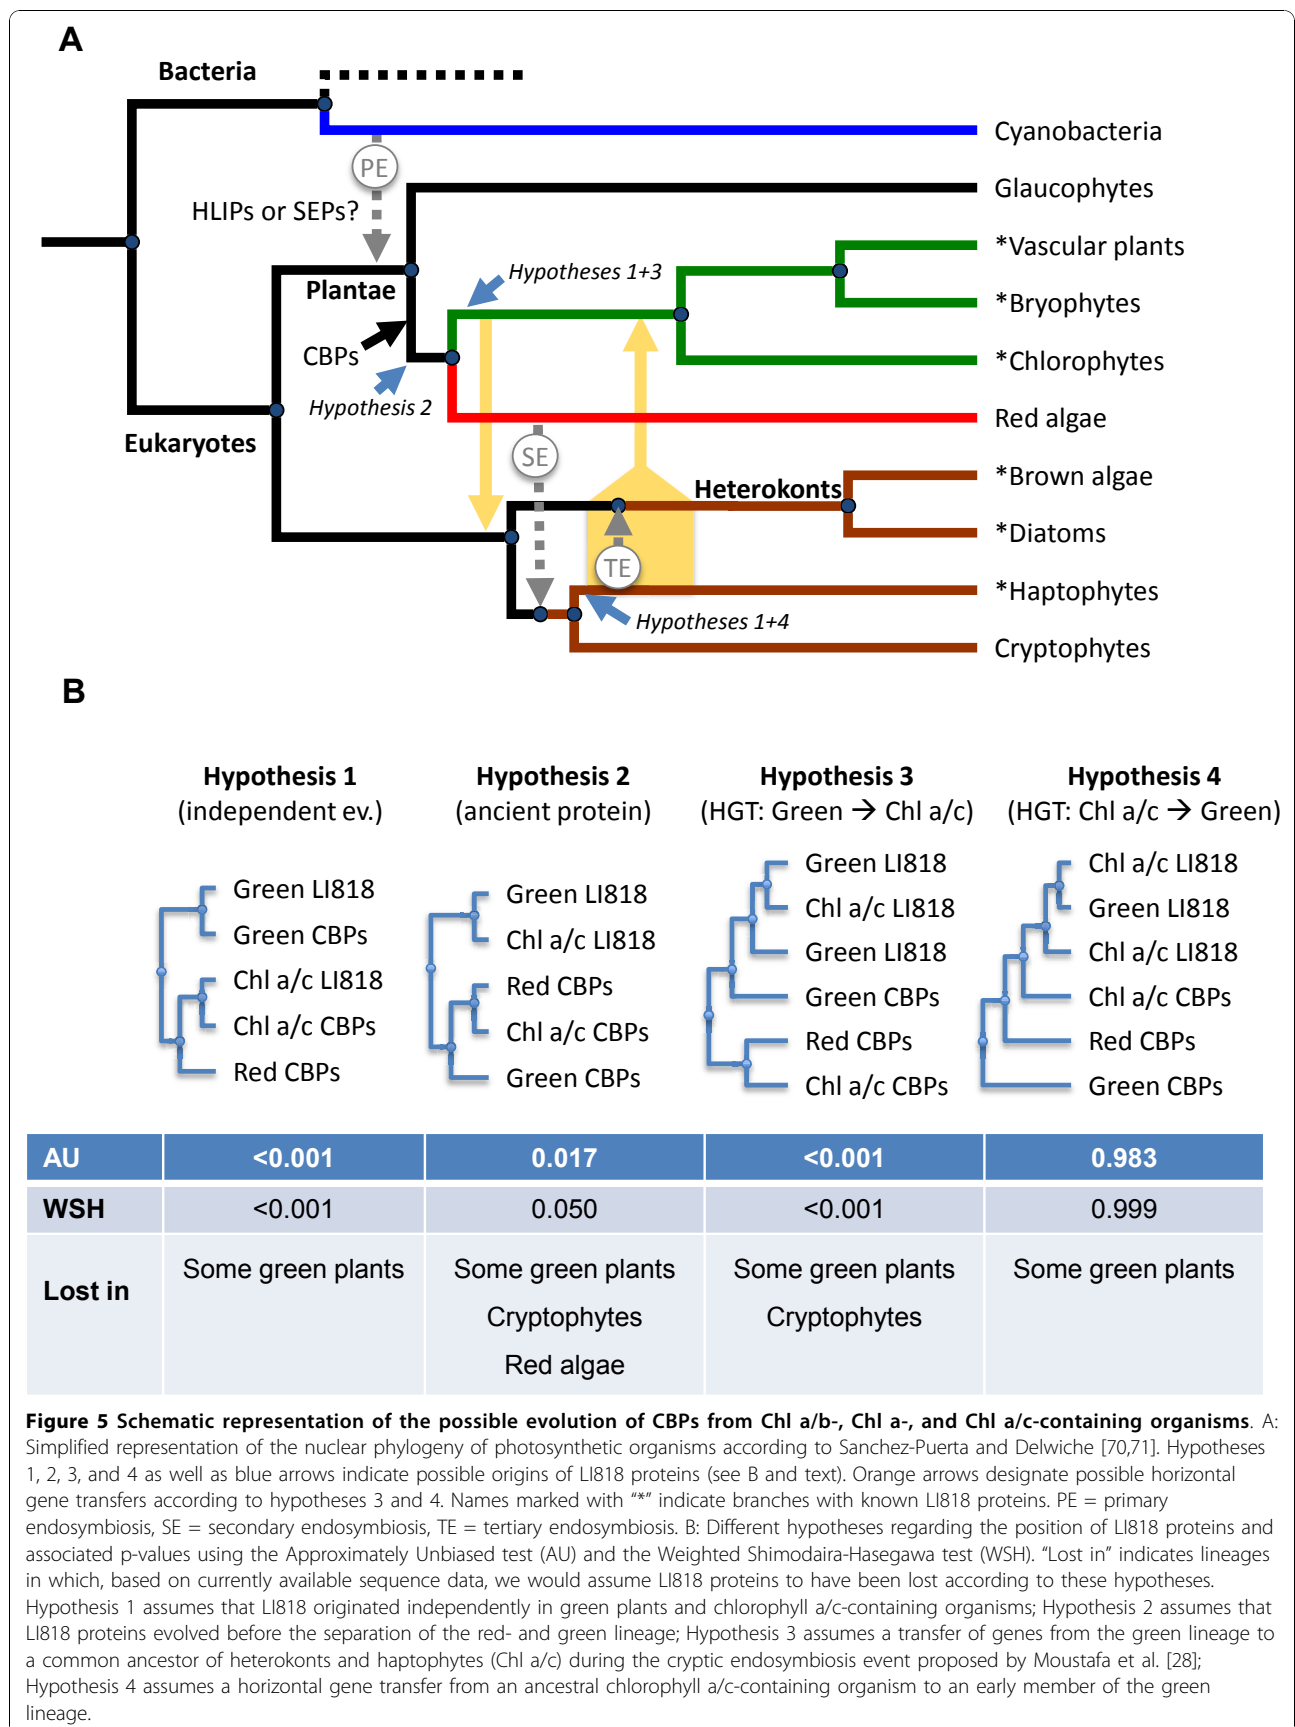 A
Bacteria
Cyanobacteria
PE
Glaucophytes
HLIPs or SEPs?
*Vascular plants
Hypotheses 1+3
Plantae
*Bryophytes
CBPs
*Chlorophytes
Hypothesis 2
Red algae
Eukaryotes
SE
*Brown algae
Heterokonts
*Diatoms
TE
*Haptophytes
Hypotheses 1+4
Cryptophytes
B
Hypothesis 1
(independent ev.)
Green LI818
Green CBPs
Chl a/c LI818
Chl a/c CBPs
Red CBPs
Hypothesis 2
(ancient protein)
Green LI818
Chl a/c LI818
Red CBPs
Chl a/c CBPs
Green CBPs
Hypothesis 3
(HGT: Green → Chl a/c)
Green LI818
Chl a/c LI818
Green LI818
Green CBPs
Red CBPs
Chl a/c CBPs
Hypothesis 4
(HGT: Chl a/c → Green)
Chl a/c LI818
Green LI818
Chl a/c LI818
Chl a/c CBPs
Red CBPs
Green CBPs
AU <0.001 0.017 <0.001 0.983
WSH <0.001 0.050 <0.001 0.999
Lost in
Some green plants
Some green plants
Cryptophytes
Red algae
Some green plants
Cryptophytes
Some green plants
Figure 5 Schematic representation of the possible evolution of CBPs from Chl a/b-, Chl a-, and Chl a/c-containing organisms. A:
Simplified representation of the nuclear phylogeny of photosynthetic organisms according to Sanchez-Puerta and Delwiche [70,71]. Hypotheses
1, 2, 3, and 4 as well as blue arrows indicate possible origins of LI818 proteins (see B and text). Orange arrows designate possible horizontal
gene transfers according to hypotheses 3 and 4. Names marked with “*” indicate branches with known LI818 proteins. PE = primary
endosymbiosis, SE = secondary endosymbiosis, TE = tertiary endosymbiosis. B: Different hypotheses regarding the position of LI818 proteins and
associated p-values using the Approximately Unbiased test (AU) and the Weighted Shimodaira-Hasegawa test (WSH). “Lost in” indicates lineages
in which, based on currently available sequence data, we would assume LI818 proteins to have been lost according to these hypotheses.
Hypothesis 1 assumes that LI818 originated independently in green plants and chlorophyll a/c-containing organisms; Hypothesis 2 assumes that
LI818 proteins evolved before the separation of the red- and green lineage; Hypothesis 3 assumes a transfer of genes from the green lineage to
a common ancestor of heterokonts and haptophytes (Chl a/c) during the cryptic endosymbiosis event proposed by Moustafa et al. [28];
Hypothesis 4 assumes a horizontal gene transfer from an ancestral chlorophyll a/c-containing organism to an early member of the green
lineage.